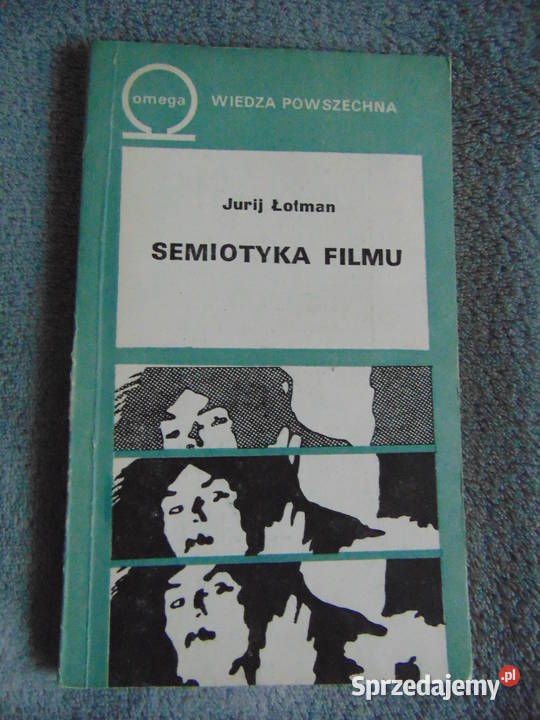 omega
WIEDZA POWSZECHNA
Jurij Łotman
SEMIOTYKA FILMU
Sprzedajemy.pl